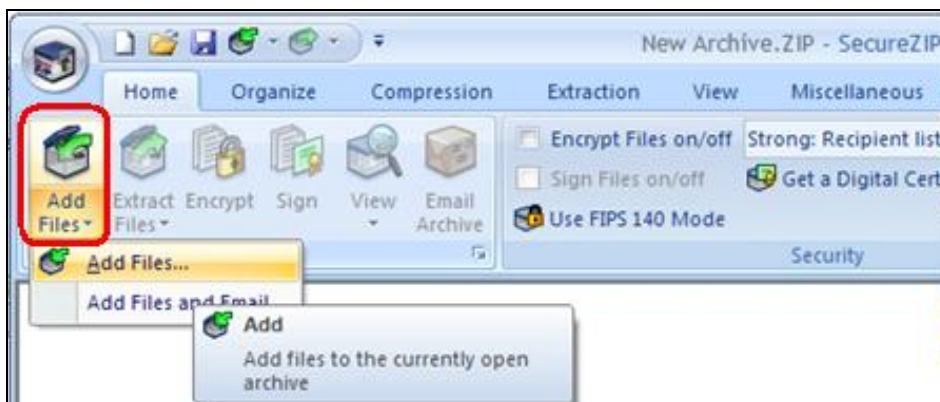 New Archive.ZIP - SecureZIP
Home Organize Compression Extraction View Miscellaneous
Add Files
Extract Files
Encrypt
Sign
View
Email Archive
Encrypt Files on/off
Strong: Recipient list
Sign Files on/off
Get a Digital Cert
Use FIPS 140 Mode
Security
Add Files...
Add Files and Email
Add
Add files to the currently open
archive